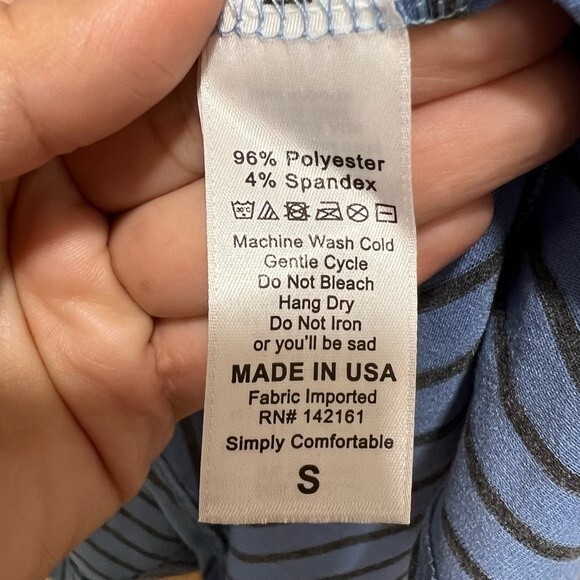 96% Polyester
4% Spandex
30°C
Machine Wash Cold
Gentle Cycle
Do Not Bleach
Hang Dry
Do Not Iron
or you'll be sad
MADE IN USA
Fabric Imported
RN# 142161
Simply Comfortable
S